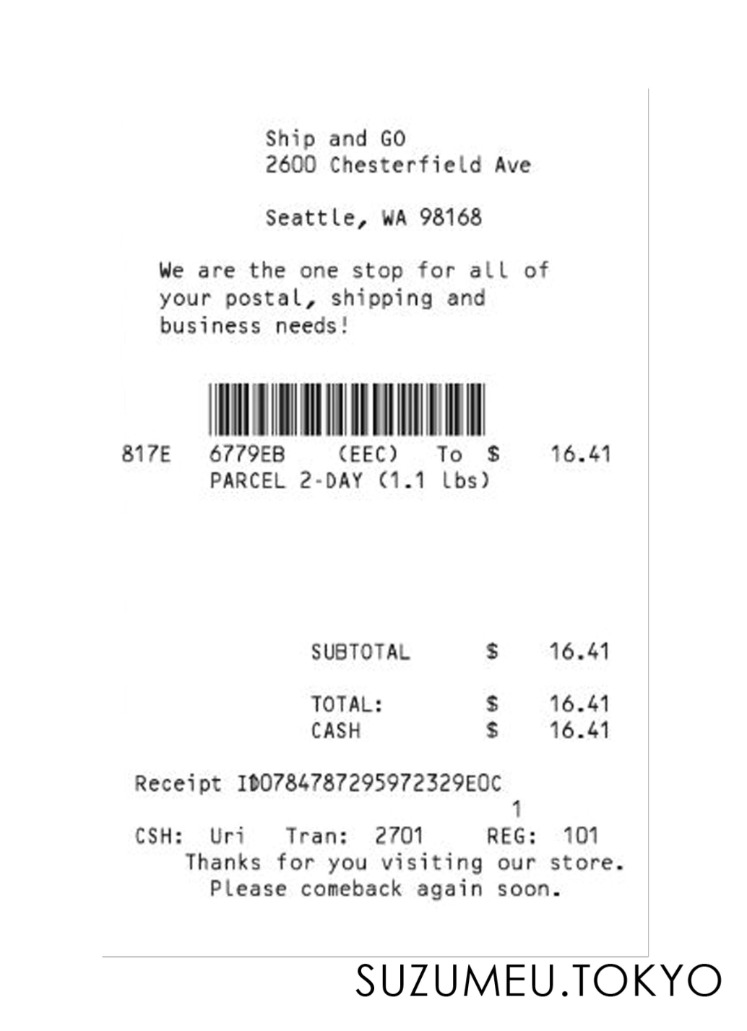 Ship and GO
2600 Chesterfield Ave
Seattle, WA 98168
We are the one stop for all of
your postal, shipping and
business needs!
817E 6779EB (EEC) To $ 16.41
PARCEL 2-DAY (1.1 lbs)
SUBTOTAL $ 16.41
TOTAL: $ 16.41
CASH $ 16.41
Receipt ID0784787295972329E0C
1
CSH: Uri Tran: 2701 REG: 101
Thanks for you visiting our store.
Please comeback again soon.
SUZUMEU.TOKYO